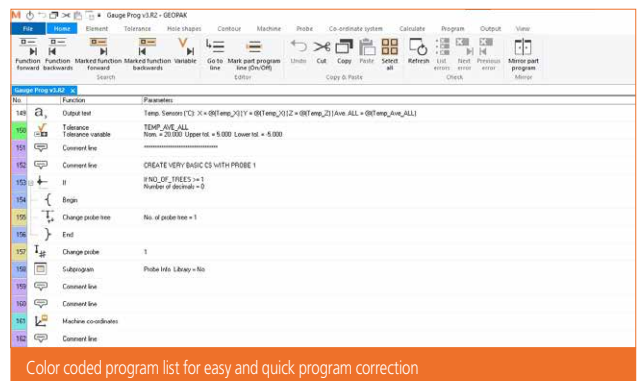 Gauge Prog v3.R2 - GEOPAK
File Home Element Tolerance Hole shapes Contour Machine Probe Co-ordinate system Calculate Program Output View
Function forward Function backwards Marked function forward Marked function backwards Variable Go to line Mark part program line (On/Off) Undo Cut Copy Paste Select all Refresh List errors Next error Previous error Mirror part program
Search Editor Copy & Paste Check Mirror
Gauge Prog v3.R2 x
No. Function Parameters
149 a, Output text Temp. Sensors (°C): X = @(Temp_X) | Y = @(Temp_Y) | Z = @(Temp_Z) | Ave. ALL = @(Temp_Ave_ALL)
150 Tolerance TEMP_AVE_ALL
Tolerance variable Nom. = 20.000 Upper tol. = 5.000 Lower tol. = -5.000
151 Comment line
152 Comment line CREATE VERY BASIC CS WITH PROBE 1
153 If If NO_OF_TREES >= 1
Number of decimals = 0
154 { Begin
155 Change probe tree No. of probe tree = 1
156 } End
157 Change probe 1
158 Subprogram Probe Info Library = No
159 Comment line
160 Comment line
161 Machine co-ordinates
162 Comment line
Color coded program list for easy and quick program correction